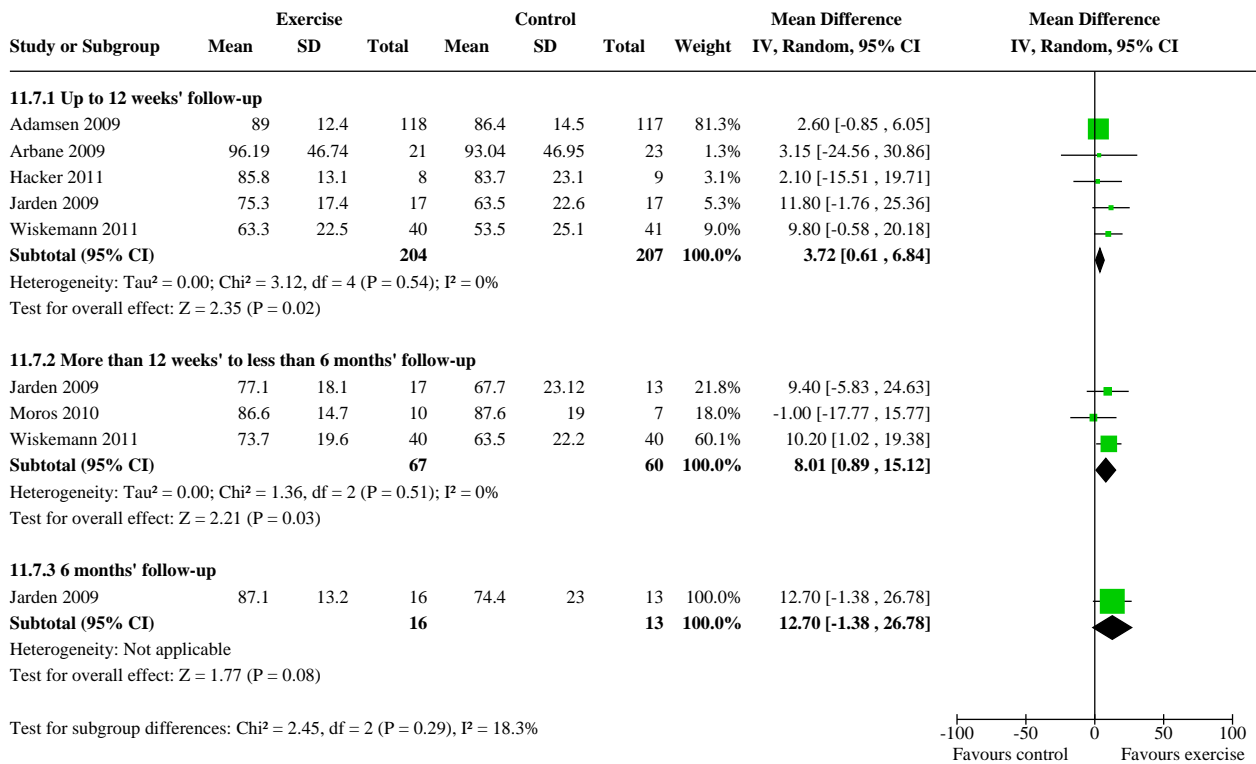 Exercise Control Mean Difference Mean Difference
Study or Subgroup Mean SD Total Mean SD Total Weight IV, Random, 95% CI IV, Random, 95% CI
11.7.1 Up to 12 weeks' follow-up
Adamsen 2009 89 12.4 118 86.4 14.5 117 81.3% 2.60 [-0.85 , 6.05]
Arbane 2009 96.19 46.74 21 93.04 46.95 23 1.3% 3.15 [-24.56 , 30.86]
Hacker 2011 85.8 13.1 8 83.7 23.1 9 3.1% 2.10 [-15.51 , 19.71]
Jarden 2009 75.3 17.4 17 63.5 22.6 17 5.3% 11.80 [-1.76 , 25.36]
Wiskemann 2011 63.3 22.5 40 53.5 25.1 41 9.0% 9.80 [-0.58 , 20.18]
Subtotal (95% CI) 204 207 100.0% 3.72 [0.61 , 6.84]
Heterogeneity: Tau² = 0.00; Chi² = 3.12, df = 4 (P = 0.54); I² = 0%
Test for overall effect: Z = 2.35 (P = 0.02)
11.7.2 More than 12 weeks' to less than 6 months' follow-up
Jarden 2009 77.1 18.1 17 67.7 23.12 13 21.8% 9.40 [-5.83 , 24.63]
Moros 2010 86.6 14.7 10 87.6 19 7 18.0% -1.00 [-17.77 , 15.77]
Wiskemann 2011 73.7 19.6 40 63.5 22.2 40 60.1% 10.20 [1.02 , 19.38]
Subtotal (95% CI) 67 60 100.0% 8.01 [0.89 , 15.12]
Heterogeneity: Tau² = 0.00; Chi² = 1.36, df = 2 (P = 0.51); I² = 0%
Test for overall effect: Z = 2.21 (P = 0.03)
11.7.3 6 months' follow-up
Jarden 2009 87.1 13.2 16 74.4 23 13 100.0% 12.70 [-1.38 , 26.78]
Subtotal (95% CI) 16 13 100.0% 12.70 [-1.38 , 26.78]
Heterogeneity: Not applicable
Test for overall effect: Z = 1.77 (P = 0.08)
Test for subgroup differences: Chi² = 2.45, df = 2 (P = 0.29), I² = 18.3%
-100 -50 0 50 100
Favours control Favours exercise